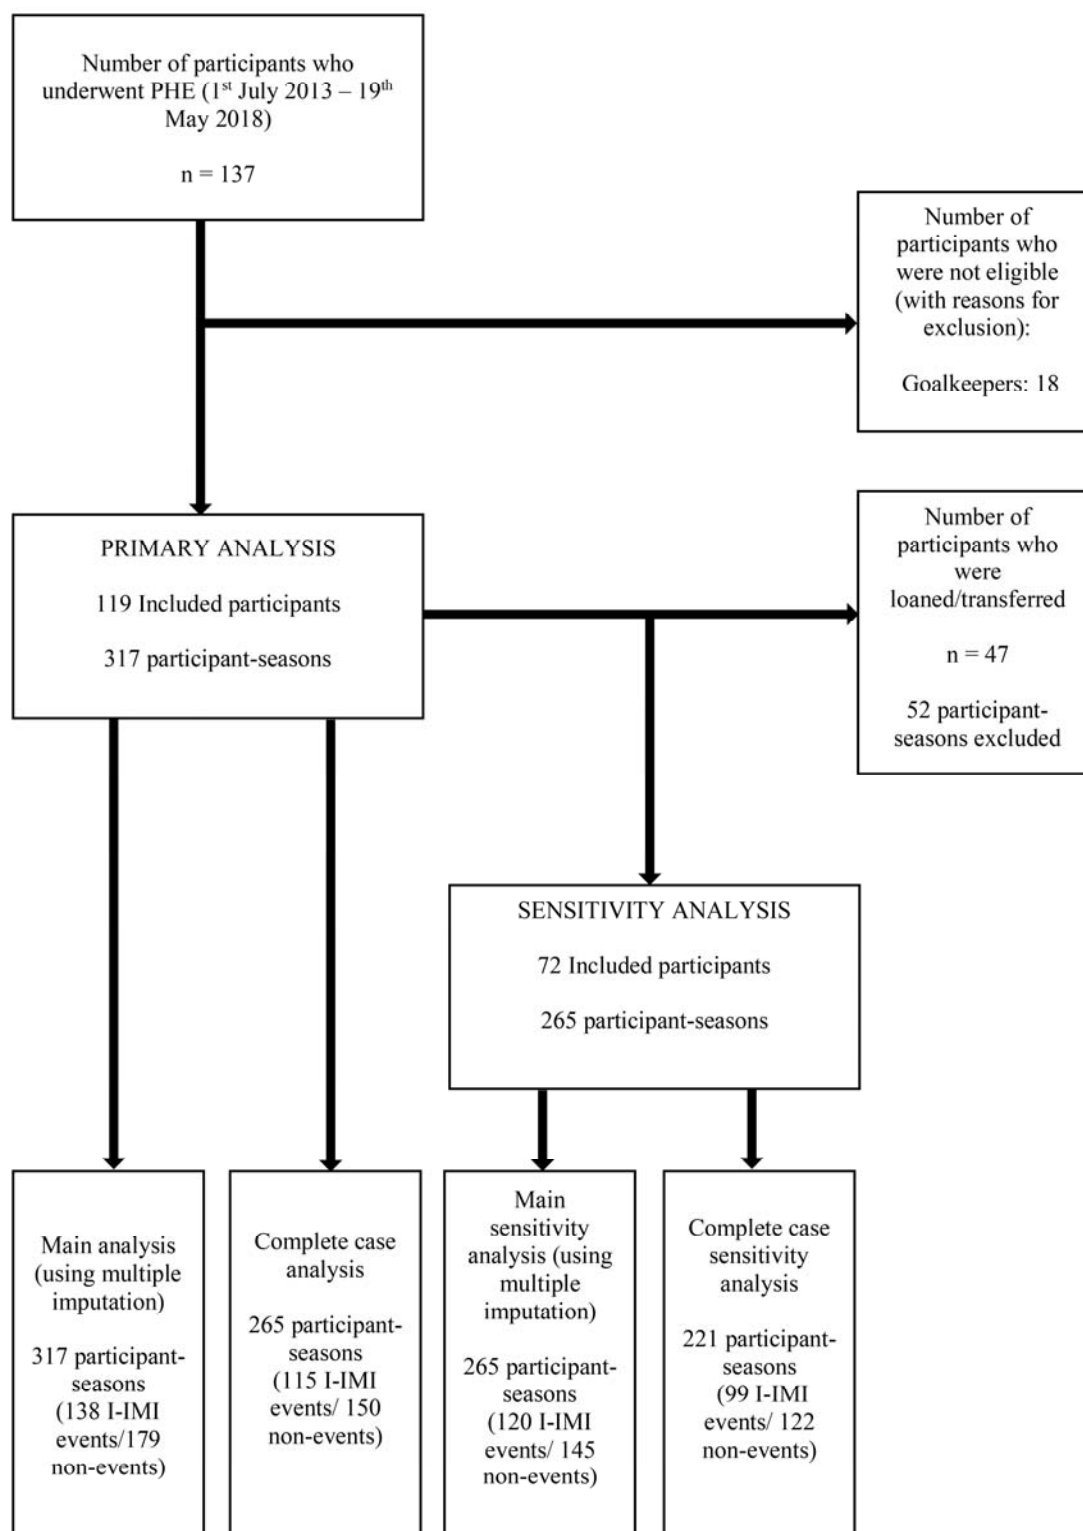 Number of participants who
underwent PHE (1st July 2013 – 19th
May 2018)
n = 137
Number of
participants who
were not eligible
(with reasons for
exclusion):
Goalkeepers: 18
PRIMARY ANALYSIS
119 Included participants
317 participant-seasons
Number of
participants who
were
loaned/transferred
n = 47
52 participant-
seasons excluded
SENSITIVITY ANALYSIS
72 Included participants
265 participant-seasons
Main analysis
(using multiple
imputation)
317 participant-
seasons
(138 I-IMI
events/179
non-events)
Complete case
analysis
265 participant-
seasons
(115 I-IMI
events/ 150
non-events)
Main
sensitivity
analysis (using
multiple
imputation)
265 participant-
seasons
(120 I-IMI
events/ 145
non-events)
Complete case
sensitivity
analysis
221 participant-
seasons
(99 I-IMI
events/ 122
non-events)